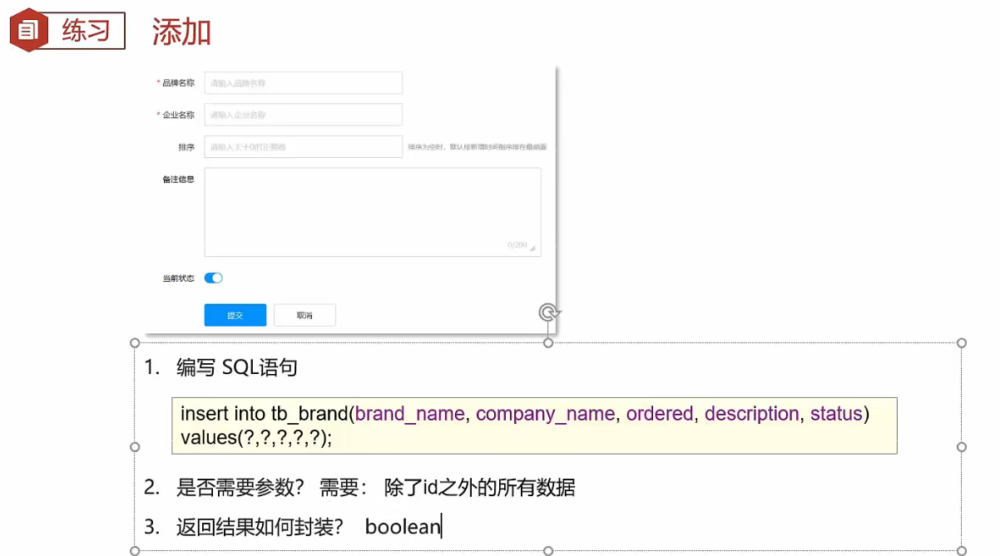 练习
添加
* 品牌名称 请输入品牌名称
* 企业名称 请输入企业名称
排序 请输入大于0的正整数 排序为空时，默认按新增时间倒序排在最前面
备注信息
0/200
当前状态
提交 取消
1. 编写 SQL语句
insert into tb_brand(brand_name, company_name, ordered, description, status)
values(?,?,?,?,?);
2. 是否需要参数？ 需要： 除了id之外的所有数据
3. 返回结果如何封装？ boolean